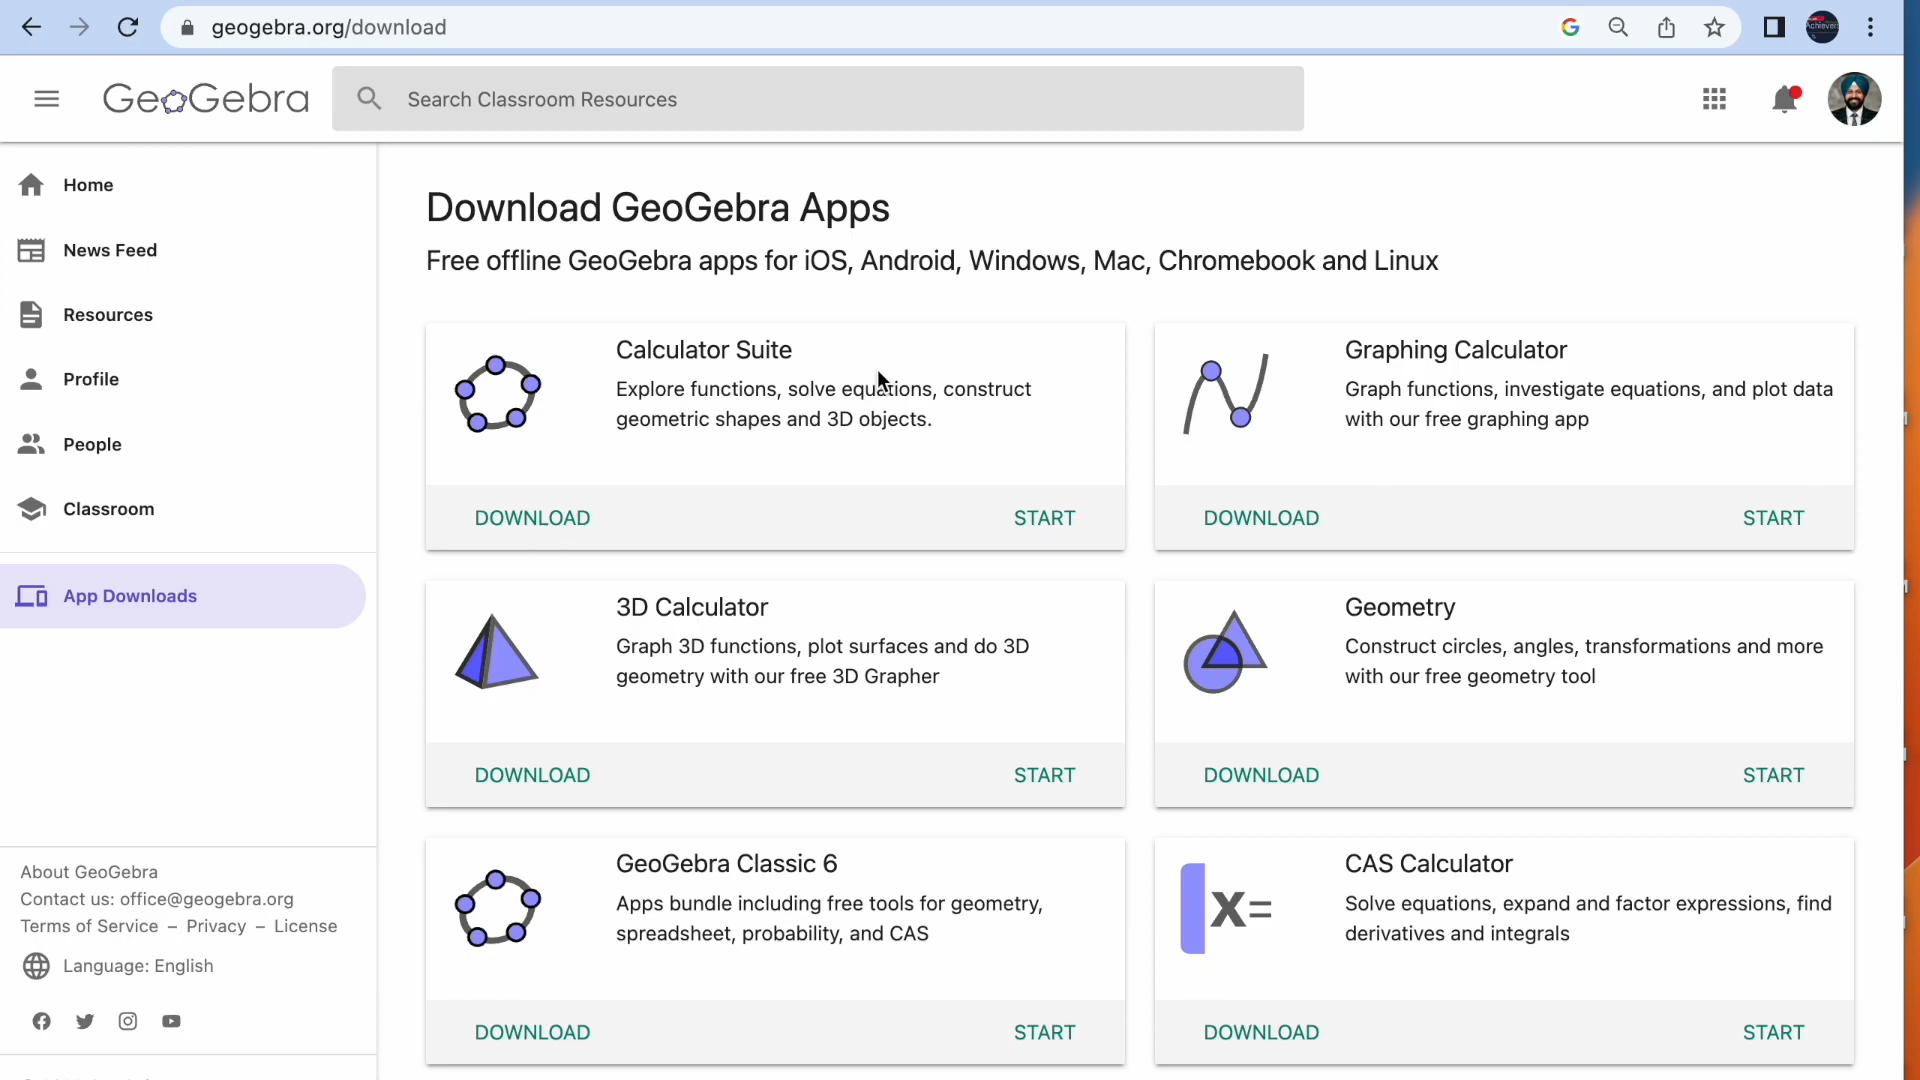 geogebra.org/download
GeoGebra
Search Classroom Resources
Home
News Feed
Resources
Profile
People
Classroom
App Downloads
About GeoGebra
Contact us: office@geogebra.org
Terms of Service – Privacy – License
Language: English
Download GeoGebra Apps
Free offline GeoGebra apps for iOS, Android, Windows, Mac, Chromebook and Linux
Calculator Suite
Explore functions, solve equations, construct
geometric shapes and 3D objects.
DOWNLOAD START
Graphing Calculator
Graph functions, investigate equations, and plot data
with our free graphing app
DOWNLOAD START
3D Calculator
Graph 3D functions, plot surfaces and do 3D
geometry with our free 3D Grapher
DOWNLOAD START
Geometry
Construct circles, angles, transformations and more
with our free geometry tool
DOWNLOAD START
GeoGebra Classic 6
Apps bundle including free tools for geometry,
spreadsheet, probability, and CAS
DOWNLOAD START
X=
CAS Calculator
Solve equations, expand and factor expressions, find
derivatives and integrals
DOWNLOAD START